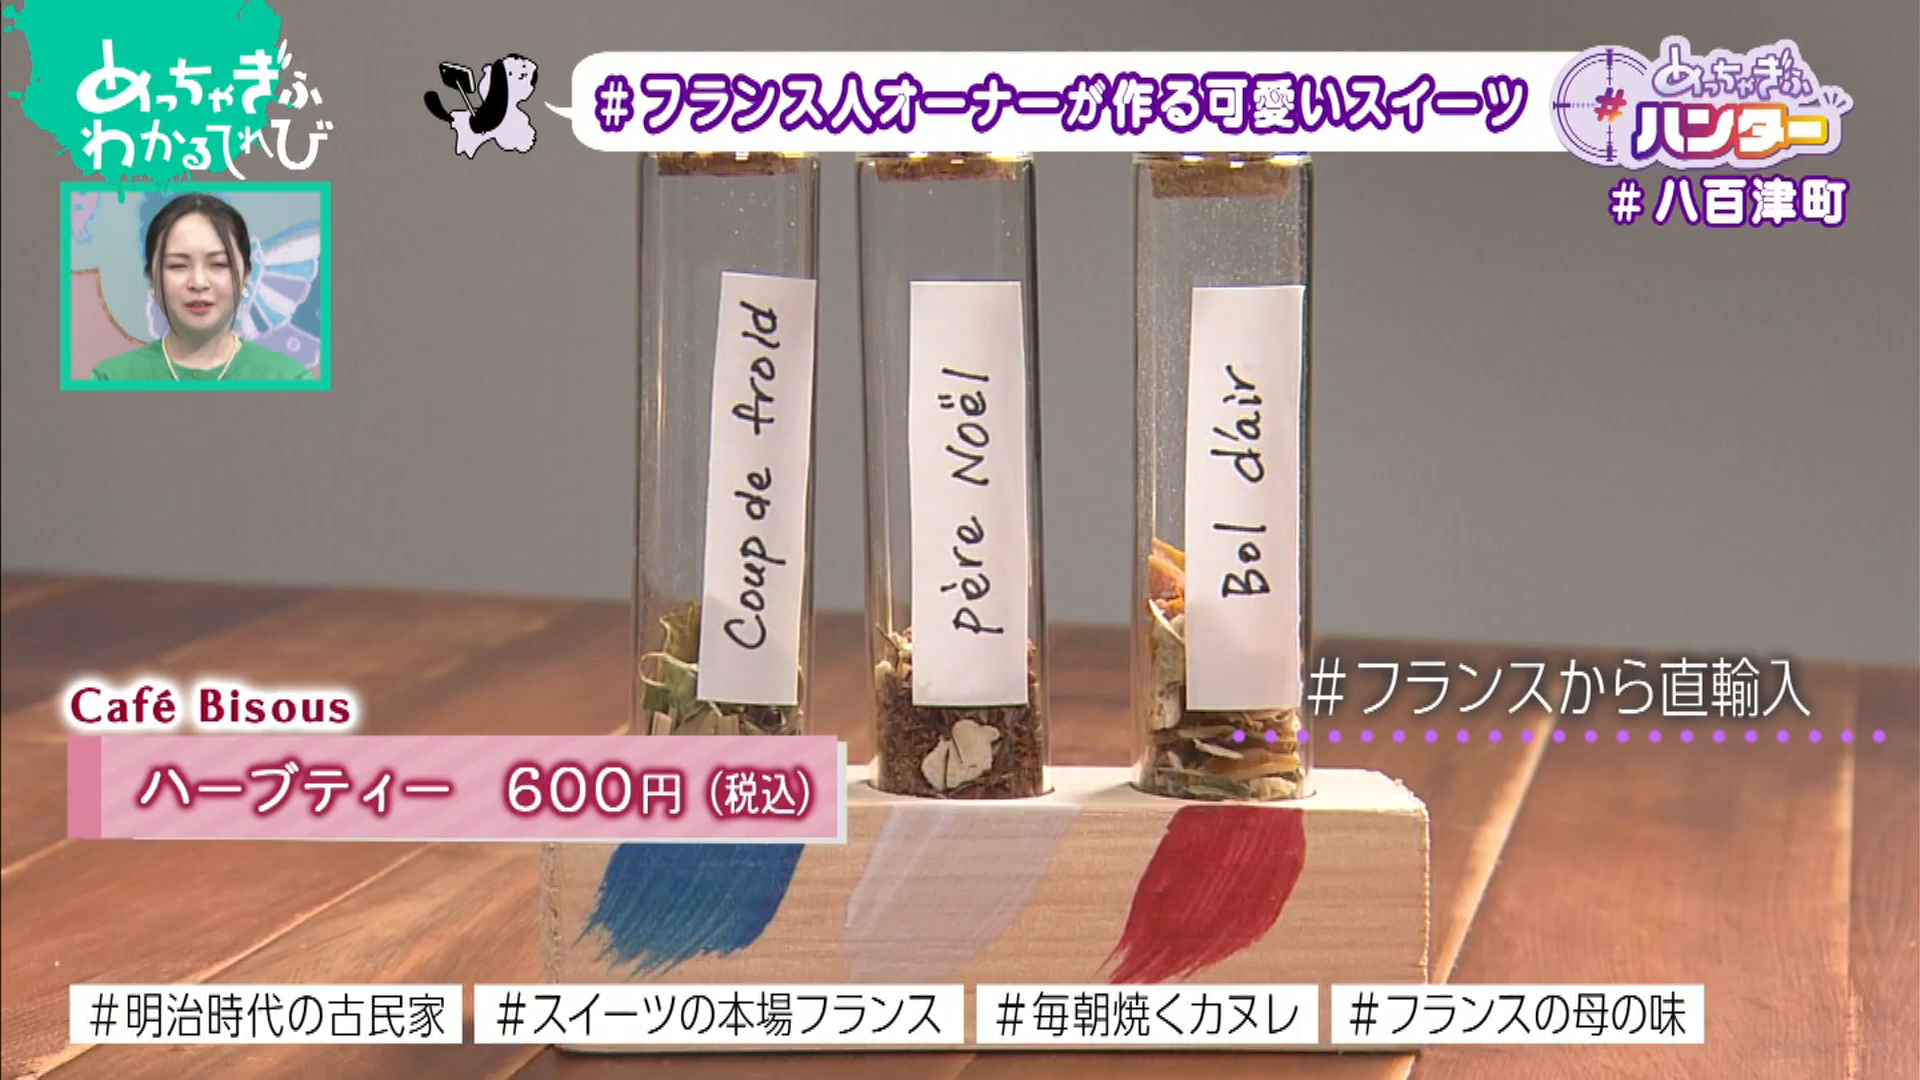 めっちゃぎふ
わかるてれび
#フランス人オーナーが作る可愛いスイーツ
めっちゃぎふ
#ハンター
#八百津町
Coup de froid
Père Noël
Bol d'air
#フランスから直輸入
Café Bisous
ハーブティー 600円(税込)
#明治時代の古民家
#スイーツの本場フランス
#毎朝焼くカヌレ
#フランスの母の味